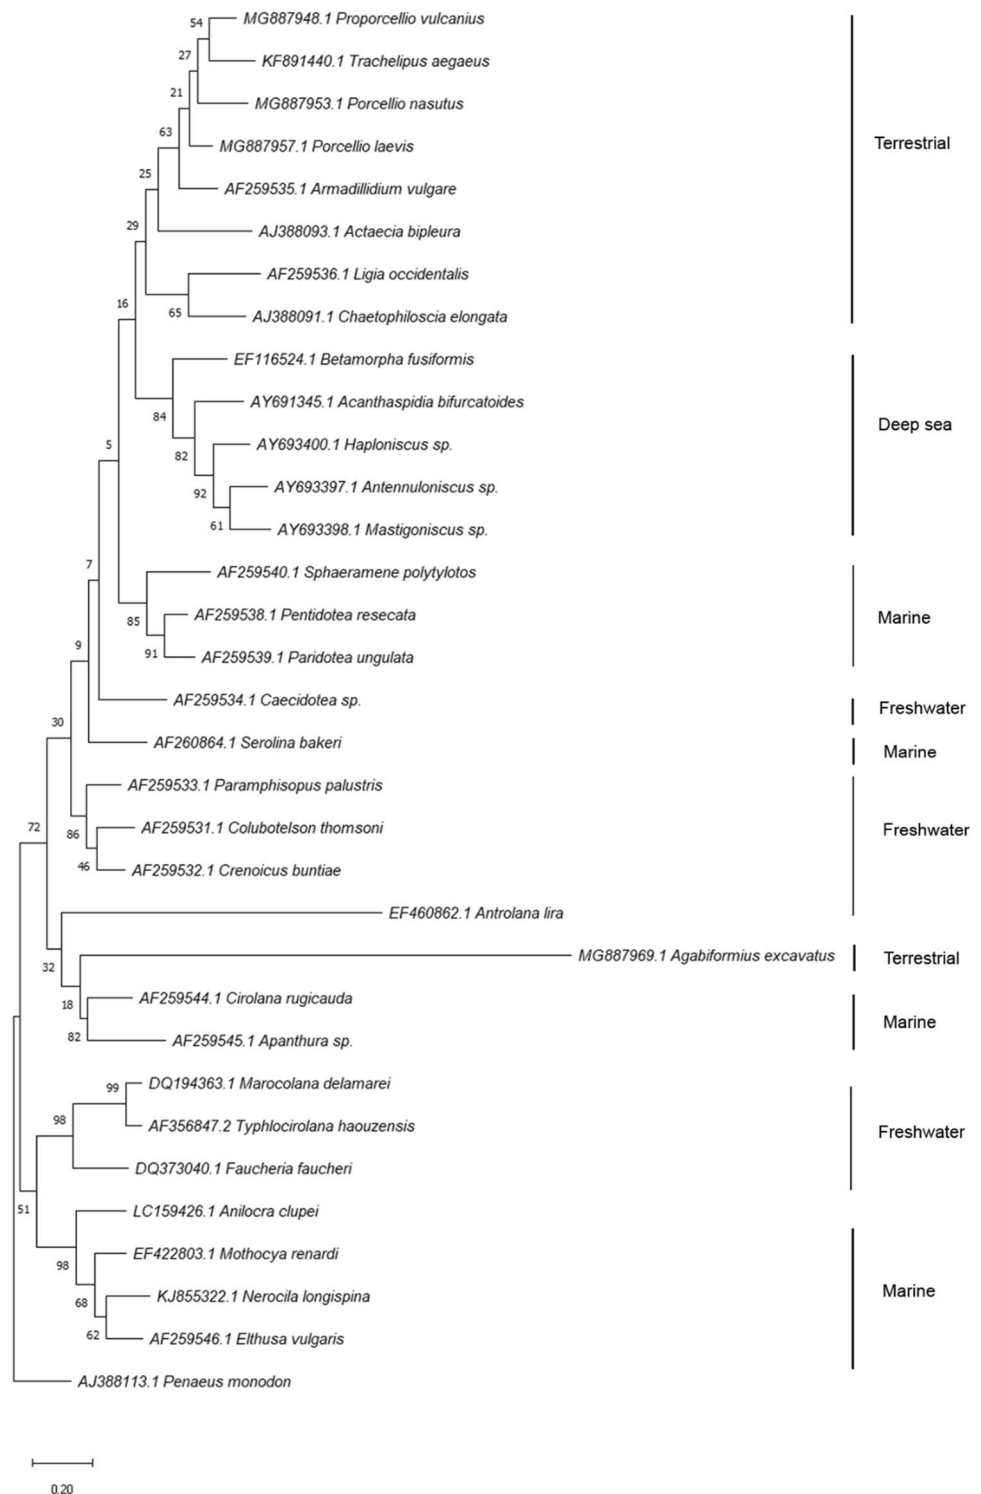 54
MG887948.1 Proporcellio vulcanius
27
KF891440.1 Trachelipus aegaeus
21
MG887953.1 Porcellio nasutus
63
MG887957.1 Porcellio laevis
Terrestrial
25
AF259535.1 Armadillidium vulgare
29
AJ388093.1 Actaecia bipleura
AF259536.1 Ligia occidentalis
16
65
AJ388091.1 Chaetophiloscia elongata
EF116524.1 Betamorpha fusiformis
84
AY691345.1 Acanthaspidia bifurcatoides
Deep sea
5
82
AY693400.1 Haploniscus sp.
92
AY693397.1 Antennuloniscus sp.
61
AY693398.1 Mastigoniscus sp.
7
AF259540.1 Sphaeramene polytylotos
85
AF259538.1 Pentidotea resecata
Marine
9
91
AF259539.1 Paridotea ungulata
AF259534.1 Caecidotea sp.
Freshwater
30
AF260864.1 Serolina bakeri
Marine
AF259533.1 Paramphisopus palustris
72
86
AF259531.1 Colubotelson thomsoni
Freshwater
46
AF259532.1 Crenoicus buntiae
EF460862.1 Antrolana lira
32
MG887969.1 Agabiformius excavatus
Terrestrial
18
AF259544.1 Cirolana rugicauda
Marine
82
AF259545.1 Apanthura sp.
99
DQ194363.1 Marocolana delamarei
98
AF356847.2 Typhlocirolana haouzensis
Freshwater
DQ373040.1 Faucheria faucheri
51
LC159426.1 Anilocra clupei
98
EF422803.1 Mothocya renardi
68
KJ855322.1 Nerocila longispina
Marine
62
AF259546.1 Elthusa vulgaris
AJ388113.1 Penaeus monodon
0.20